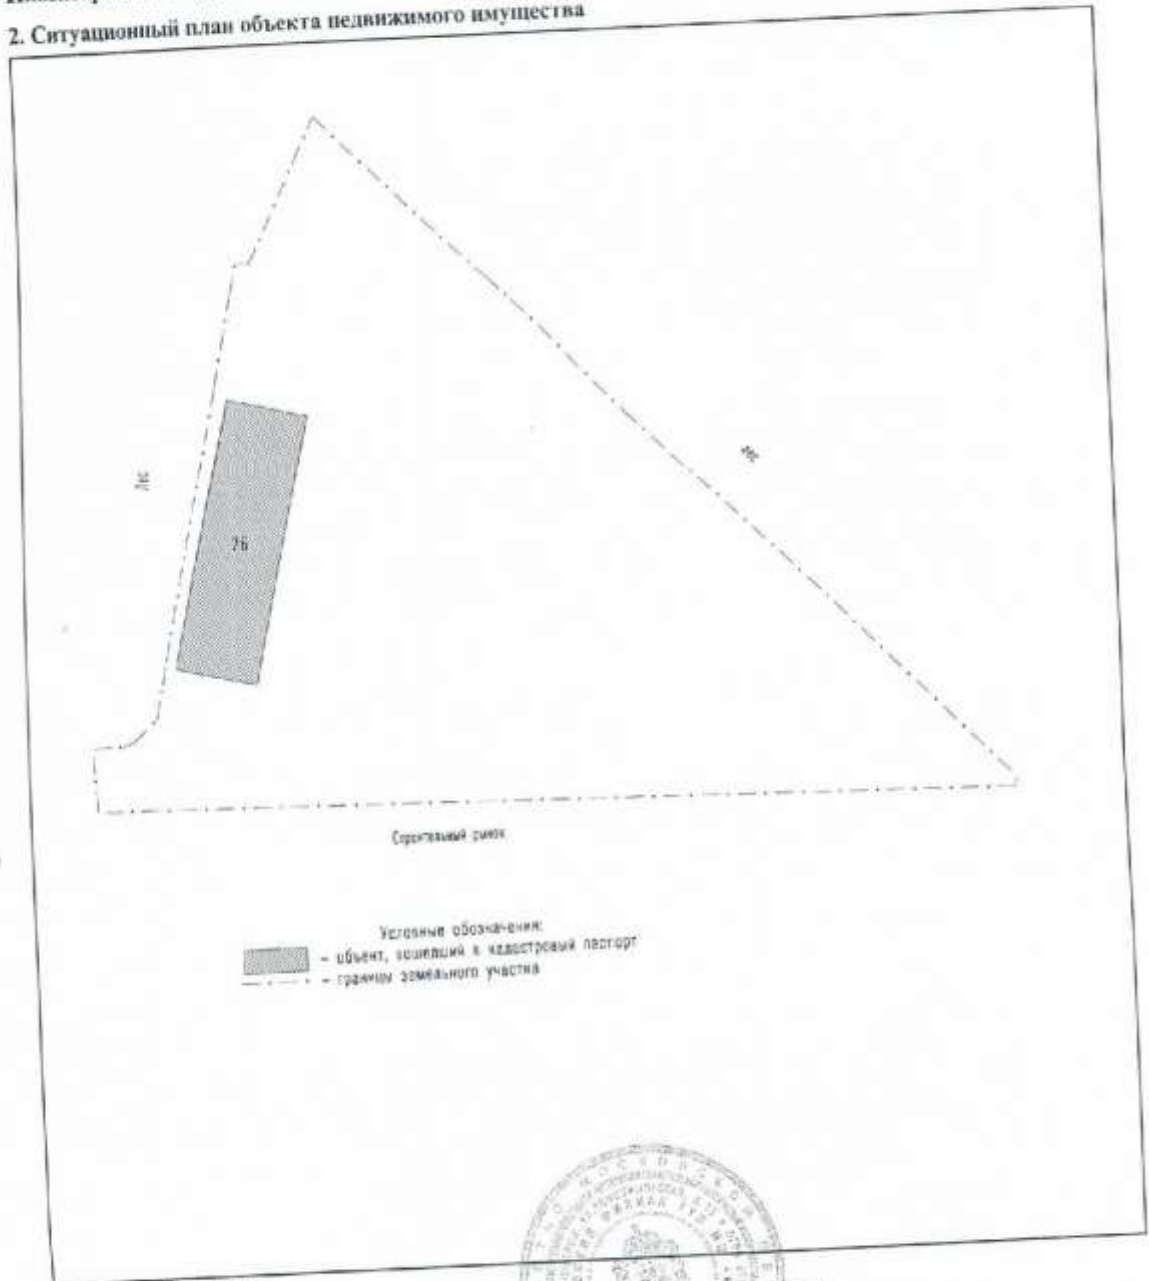 2. Ситуационный план объекта недвижимого имущества
Лес
2Б
лес
Строительный рынок
Условные обозначения:
- объект, вошедший в кадастровый паспорт
- границы земельного участка